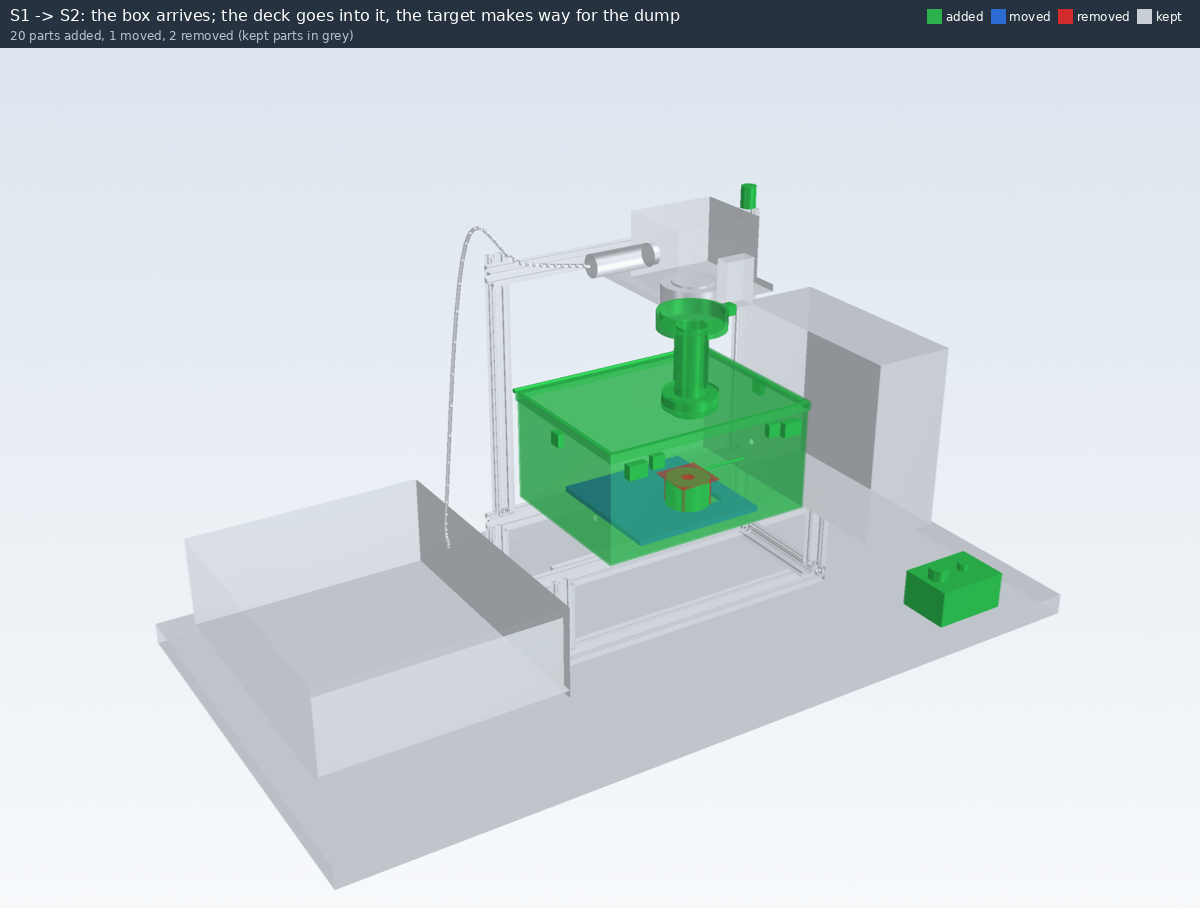 S1 -> S2: the box arrives; the deck goes into it, the target makes way for the dump
20 parts added, 1 moved, 2 removed (kept parts in grey)
added moved removed kept